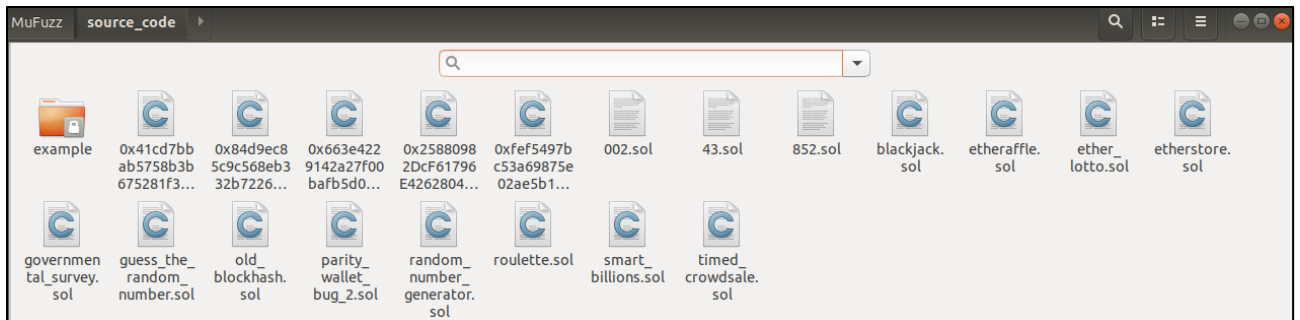 MuFuzz source_code
example
0x41cd7bb
ab5758b3b
675281f3...
0x84d9ec8
5c9c568eb3
32b7226...
0x663e422
9142a27f00
bafb5d0...
0x2588098
2DcF61796
E4262804...
0xfef5497b
c53a69875e
02ae5b1...
002.sol
43.sol
852.sol
blackjack.
sol
etheraffle.
sol
ether_
lotto.sol
etherstore.
sol
governmen
tal_survey.
sol
guess_the_
random_
number.sol
old_
blockhash.
sol
parity_
wallet_
bug_2.sol
random_
number_
generator.
sol
roulette.sol
smart_
billions.sol
timed_
crowdsale.
sol